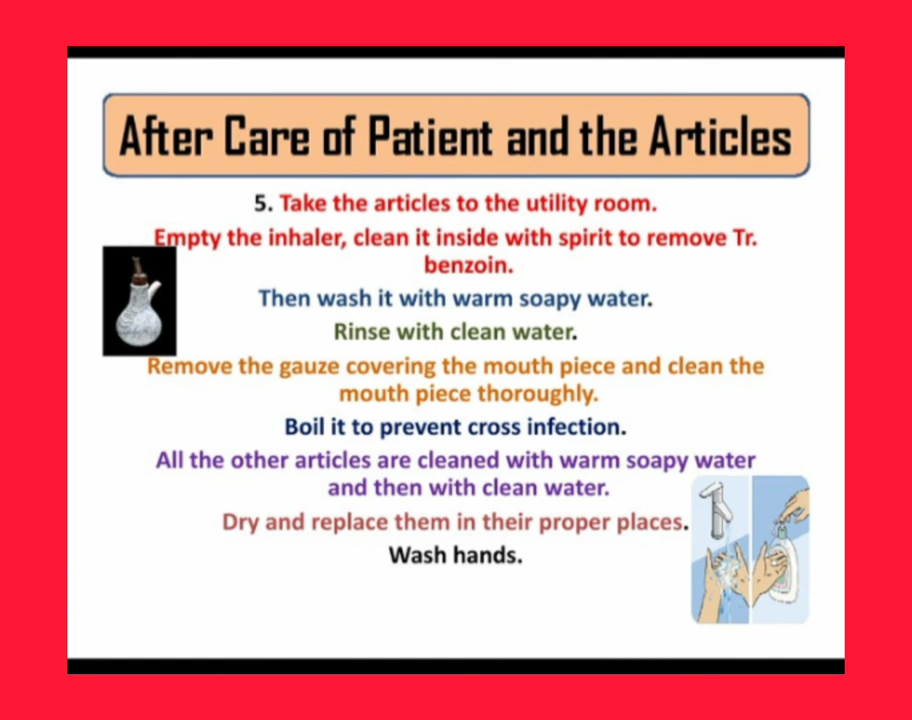 After Care of Patient and the Articles
5. Take the articles to the utility room.
Empty the inhaler, clean it inside with spirit to remove Tr.
benzoin.
Then wash it with warm soapy water.
Rinse with clean water.
Remove the gauze covering the mouth piece and clean the
mouth piece thoroughly.
Boil it to prevent cross infection.
All the other articles are cleaned with warm soapy water
and then with clean water.
Dry and replace them in their proper places.
Wash hands.